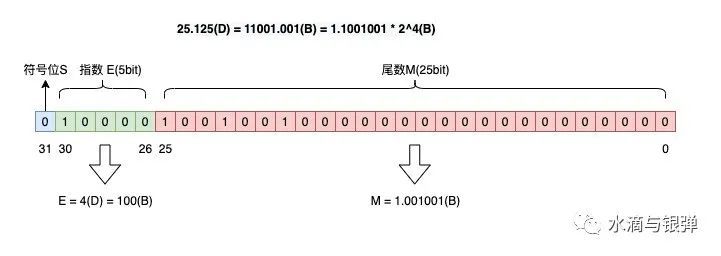 25.125(D) = 11001.001(B) = 1.1001001 * 2^4(B)
符号位S 指数 E(5bit) 尾数M(25bit)
0 1 0 0 0 0 1 0 0 1 0 0 1 0 0 0 0 0 0 0 0 0 0 0 0 0 0 0 0 0 0
31 30 26 25 0
E = 4(D) = 100(B) M = 1.001001(B)
水滴与银弹